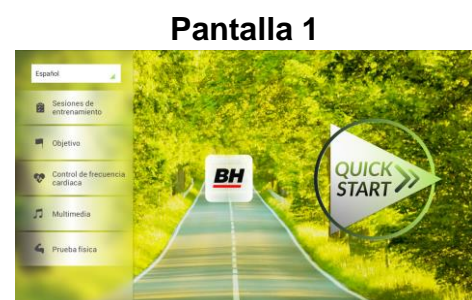 Pantalla 1
Español
Sesiones de
entrenamiento
Objetivo
Control de frecuencia
cardiaca
Multimedia
Prueba física
BH
QUICK
START